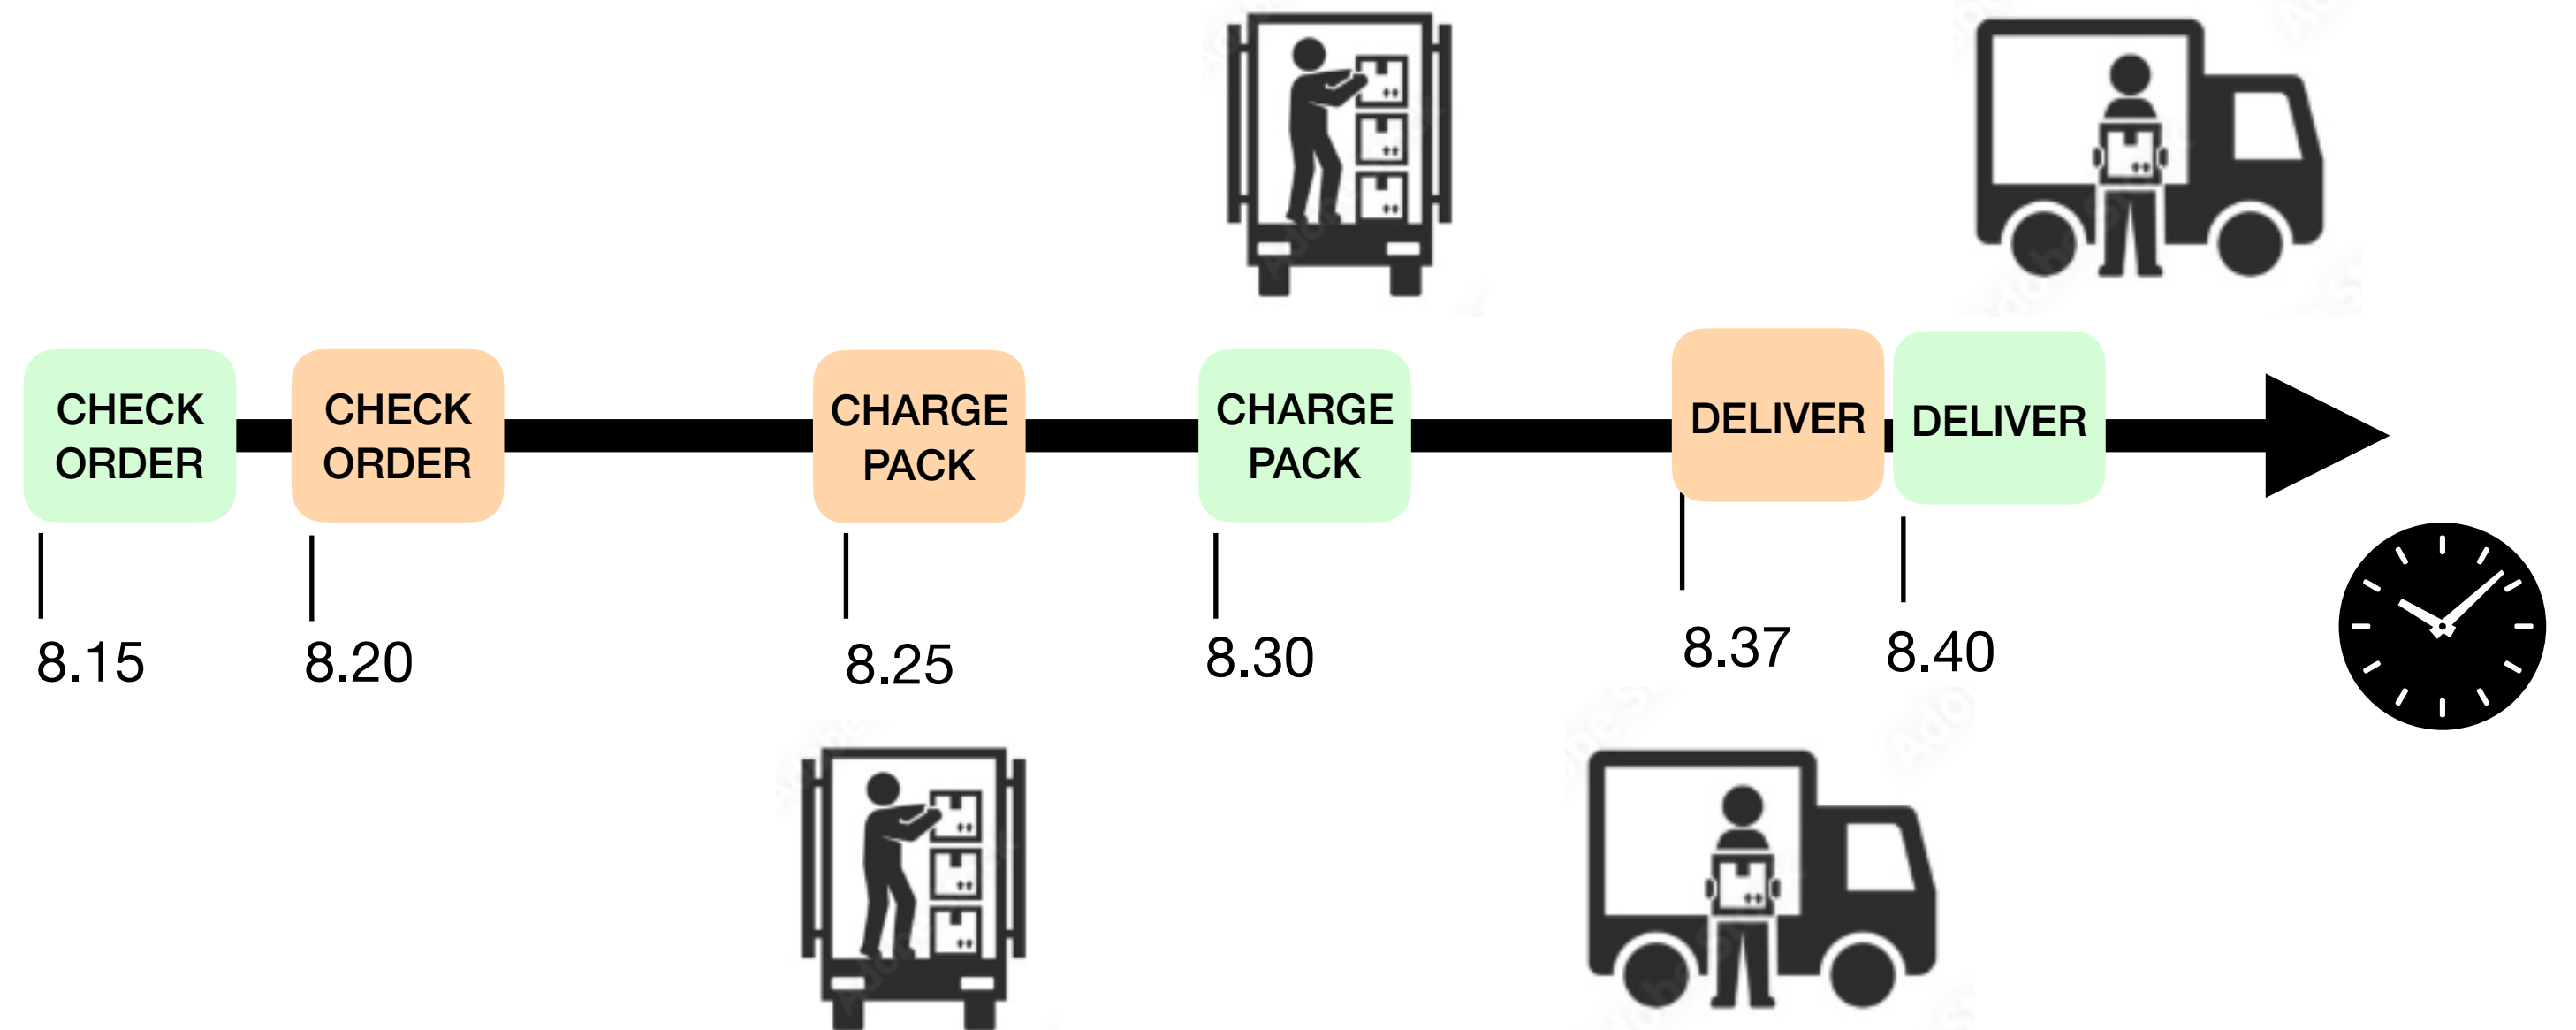 CHECK
ORDER
CHECK
ORDER
CHARGE
PACK
CHARGE
PACK
DELIVER
DELIVER
8.15
8.20
8.25
8.30
8.37
8.40